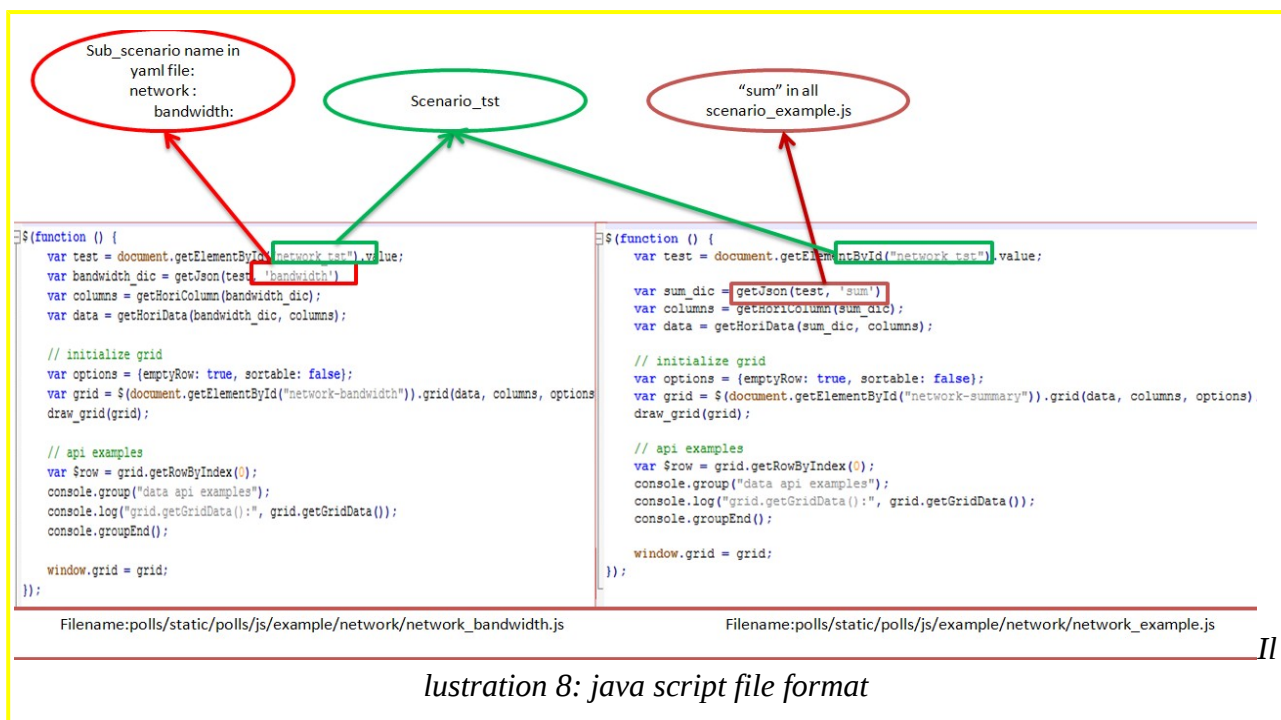 Sub_scenario name in
yaml file:
network :
bandwidth:
Scenario_tst
“sum” in all
scenario_example.js
$(function () {
var test = document.getElementById("network_tst").value;
var bandwidth_dic = getJson(test, 'bandwidth')
var columns = getHoriColumn(bandwidth_dic);
var data = getHoriData(bandwidth_dic, columns);
// initialize grid
var options = {emptyRow: true, sortable: false};
var grid = $(document.getElementById("network-bandwidth")).grid(data, columns, options
draw_grid(grid);
// api examples
var $row = grid.getRowByIndex(0);
console.group("data api examples");
console.log("grid.getGridData():", grid.getGridData());
console.groupEnd();
window.grid = grid;
});
Filename:polls/static/polls/js/example/network/network_bandwidth.js
$(function () {
var test = document.getElementById("network_tst").value;
var sum_dic = getJson(test, 'sum')
var columns = getHoriColumn(sum_dic);
var data = getHoriData(sum_dic, columns);
// initialize grid
var options = {emptyRow: true, sortable: false};
var grid = $(document.getElementById("network-summary")).grid(data, columns, options)
draw_grid(grid);
// api examples
var $row = grid.getRowByIndex(0);
console.group("data api examples");
console.log("grid.getGridData():", grid.getGridData());
console.groupEnd();
window.grid = grid;
});
Filename:polls/static/polls/js/example/network/network_example.js
Il
lustration 8: java script file format